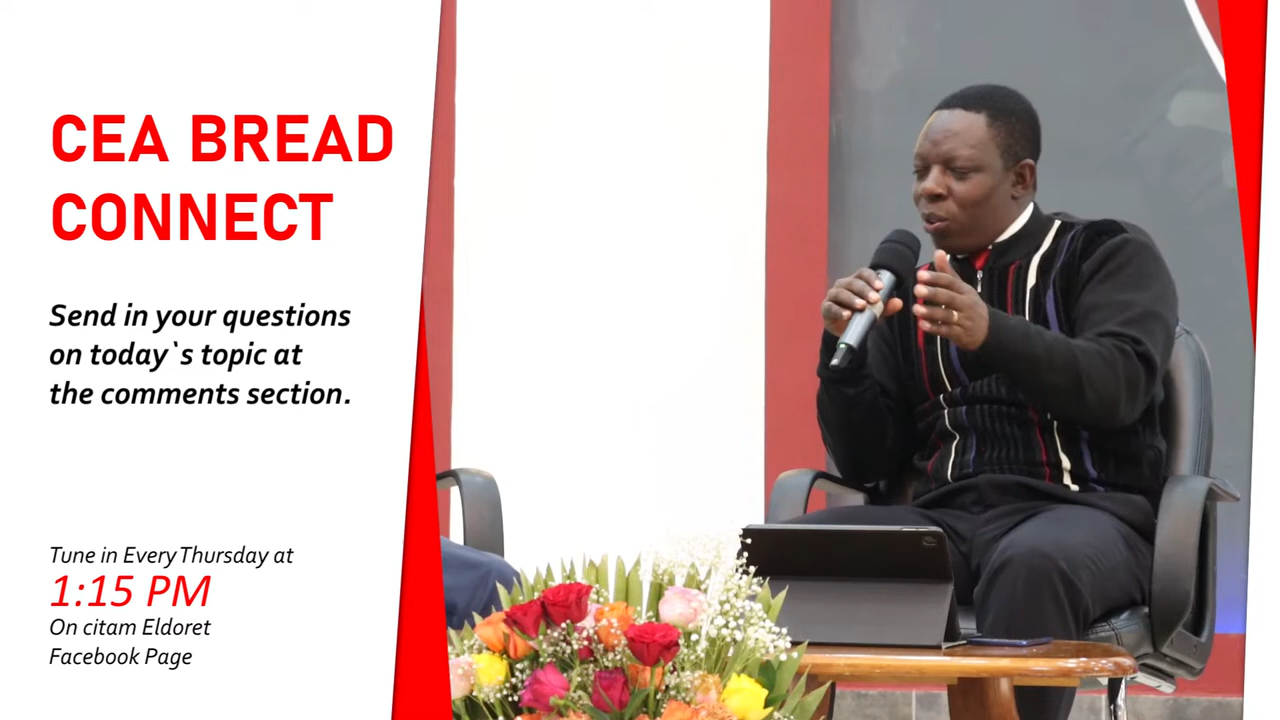 CEA BREAD
CONNECT
Send in your questions
on today`s topic at
the comments section.
Tune in Every Thursday at
1:15 PM
On citam Eldoret
Facebook Page